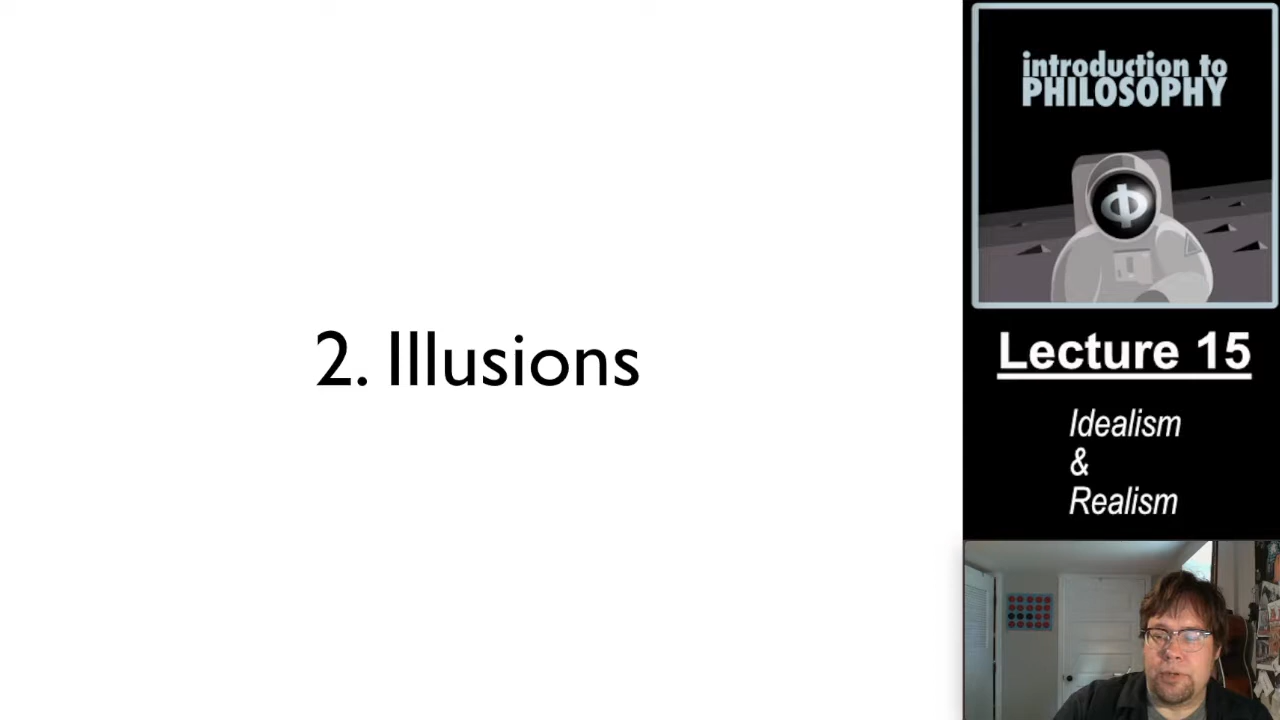 2. Illusions
introduction to
PHILOSOPHY
Φ
Lecture 15
Idealism
&
Realism